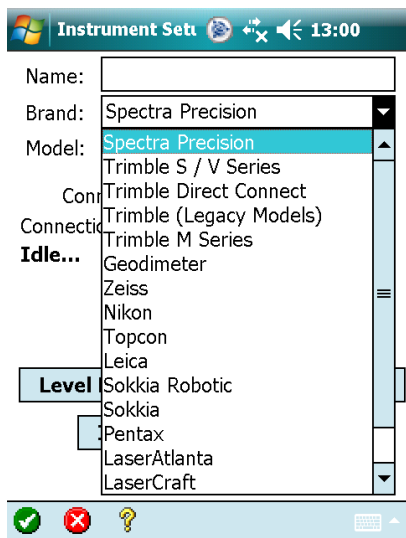 Instrument Setu 13:00
Name:
Brand: Spectra Precision
Model:
Spectra Precision
Trimble S / V Series
Trimble Direct Connect
Trimble (Legacy Models)
Trimble M Series
Geodimeter
Zeiss
Nikon
Topcon
Leica
Sokkia Robotic
Sokkia
Pentax
LaserAtlanta
LaserCraft
Conn
Connectio
Idle...
Level